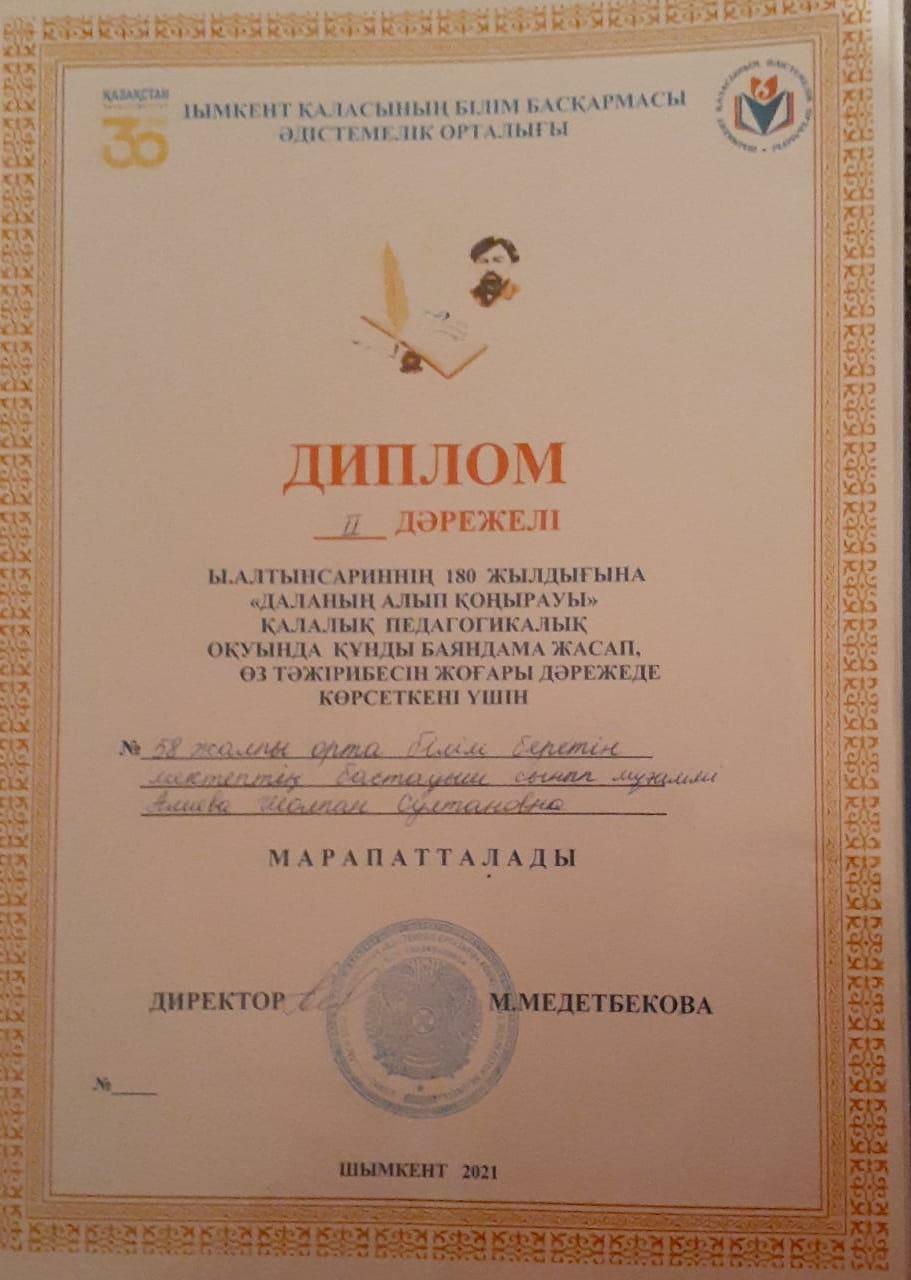 ҚАЗАҚСТАН
30
ШЫМКЕНТ ҚАЛАСЫНЫҢ БІЛІМ БАСҚАРМАСЫ
ӘДІСТЕМЕЛІК ОРТАЛЫҒЫ
ДИПЛОМ
II ДӘРЕЖЕЛІ
Ы.АЛТЫНСАРИННІҢ 180 ЖЫЛДЫҒЫНА
«ДАЛАНЫҢ АЛЫП ҚОҢЫРАУЫ»
ҚАЛАЛЫҚ ПЕДАГОГИКАЛЫҚ
ОҚУЫНДА ҚҰНДЫ БАЯНДАМА ЖАСАП,
ӨЗ ТӘЖІРИБЕСІН ЖОҒАРЫ ДӘРЕЖЕДЕ
КӨРСЕТКЕНІ ҮШІН
№ 58 жалпы орта білім беретін
мектептің бастауыш сынып мұғалімі
Алиева Шолпан Султановна
МАРАПАТТАЛАДЫ
ДИРЕКТОР М.МЕДЕТБЕКОВА
№
ШЫМКЕНТ 2021